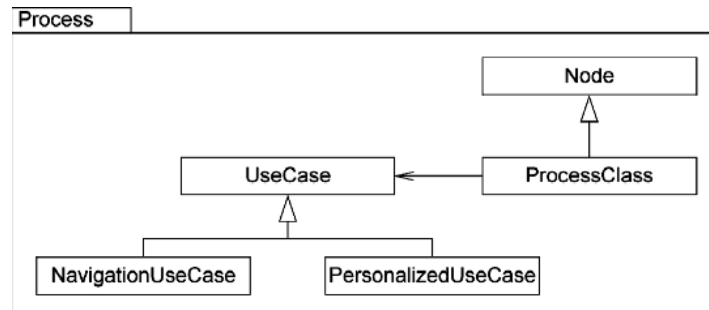 Process
Node
UseCase
ProcessClass
NavigationUseCase
PersonalizedUseCase